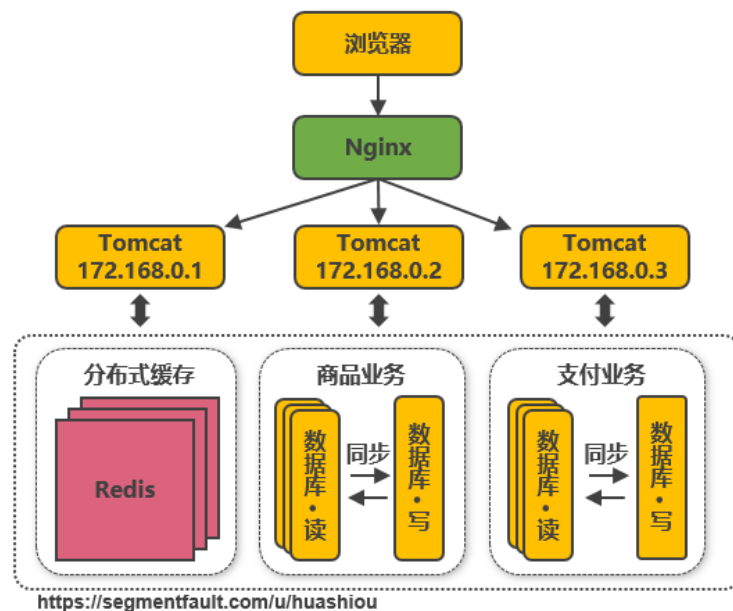 浏览器
Nginx
Tomcat
172.168.0.1
Tomcat
172.168.0.2
Tomcat
172.168.0.3
分布式缓存
商品业务
支付业务
Redis
数据库·读
同步
数据库·写
数据库·读
同步
数据库·写
https://segmentfault.com/u/huashiou